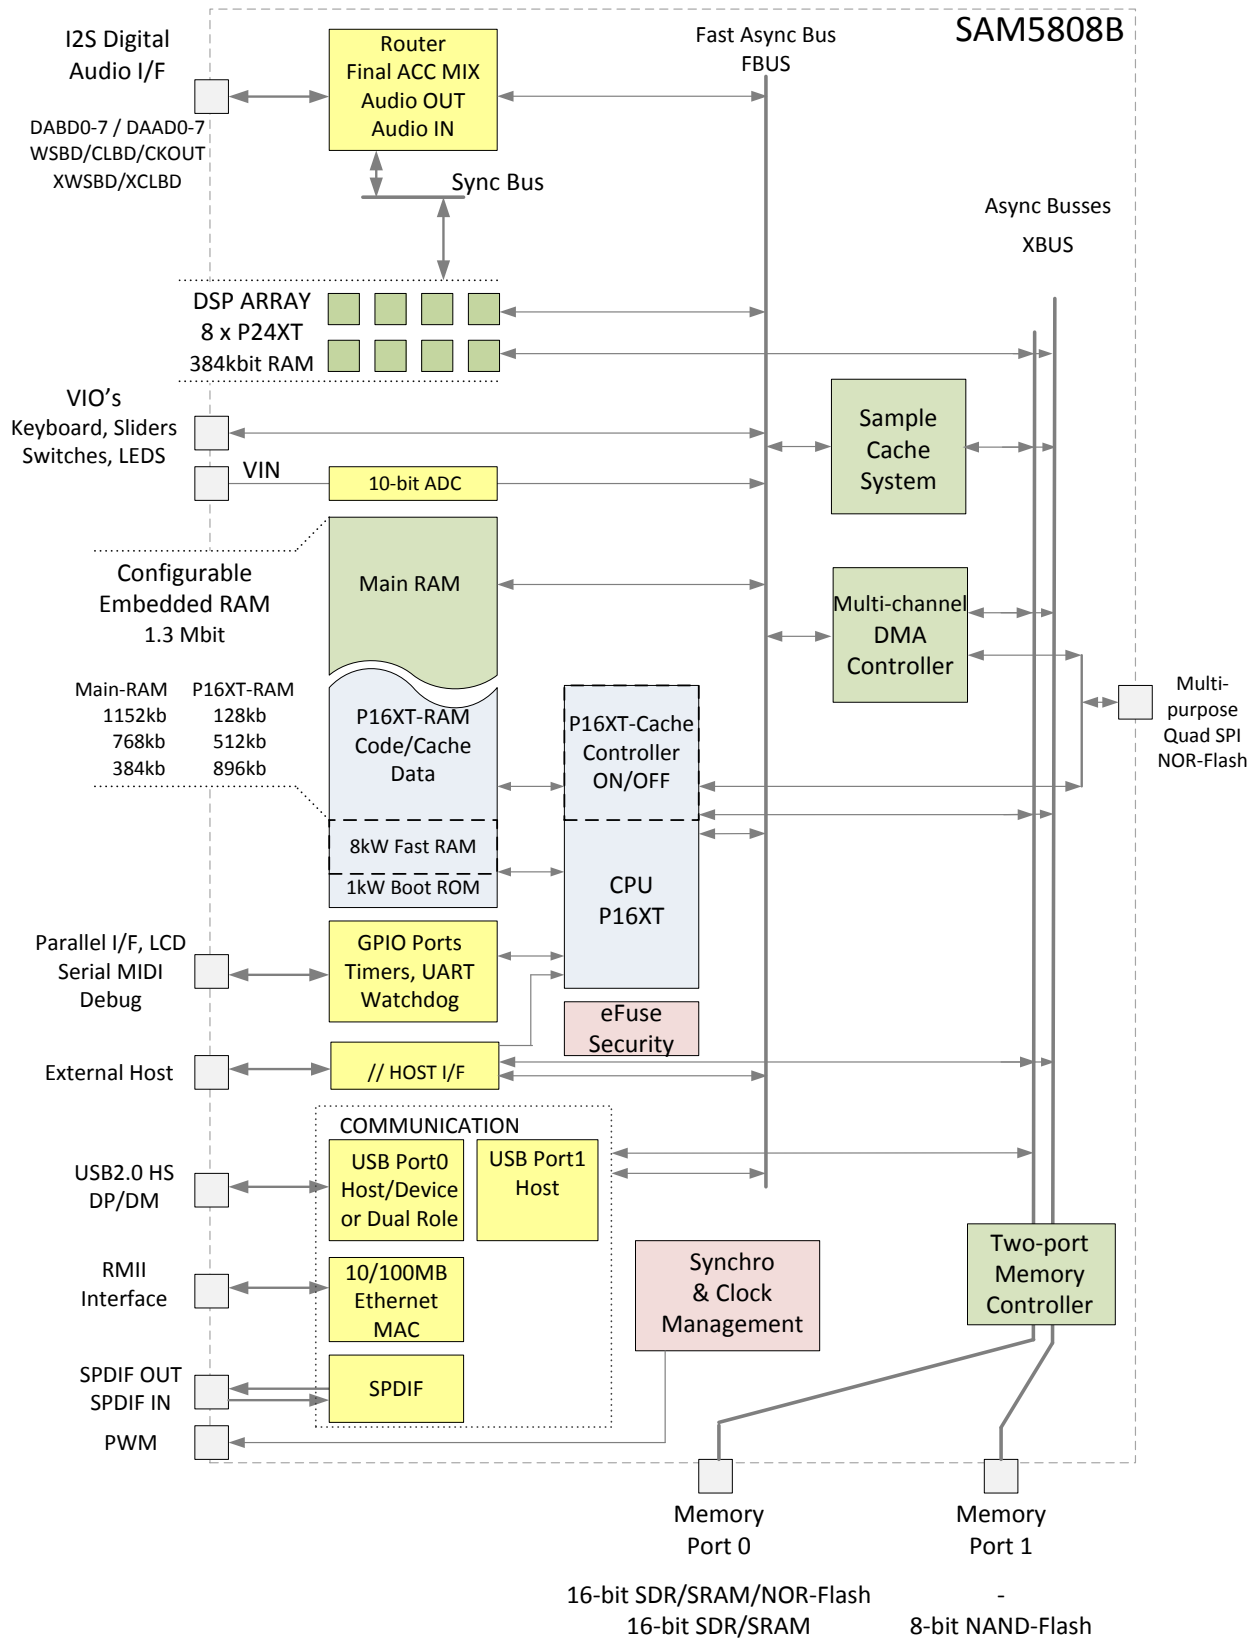 SAM5808B
I2S Digital
Audio I/F
DABD0-7 / DAAD0-7
WSBD/CLBD/CKOUT
XWSBD/XCLBD
Router
Final ACC MIX
Audio OUT
Audio IN
Fast Async Bus
FBUS
Sync Bus
Async Busses
XBUS
DSP ARRAY
8 x P24XT
384kbit RAM
VIO's
Keyboard, Sliders
Switches, LEDS
VIN
10-bit ADC
Sample
Cache
System
Configurable
Embedded RAM
1.3 Mbit
Main RAM
Multi-channel
DMA
Controller
Main-RAM P16XT-RAM
1152kb 128kb
768kb 512kb
384kb 896kb
P16XT-RAM
Code/Cache
Data
P16XT-Cache
Controller
ON/OFF
Multi-
purpose
Quad SPI
NOR-Flash
8kW Fast RAM
1kW Boot ROM
CPU
P16XT
Parallel I/F, LCD
Serial MIDI
Debug
GPIO Ports
Timers, UART
Watchdog
eFuse
Security
External Host
// HOST I/F
COMMUNICATION
USB2.0 HS
DP/DM
USB Port0
Host/Device
or Dual Role
USB Port1
Host
RMII
Interface
10/100MB
Ethernet
MAC
Synchro
& Clock
Management
Two-port
Memory
Controller
SPDIF OUT
SPDIF IN
SPDIF
PWM
Memory
Port 0
Memory
Port 1
16-bit SDR/SRAM/NOR-Flash -
16-bit SDR/SRAM 8-bit NAND-Flash